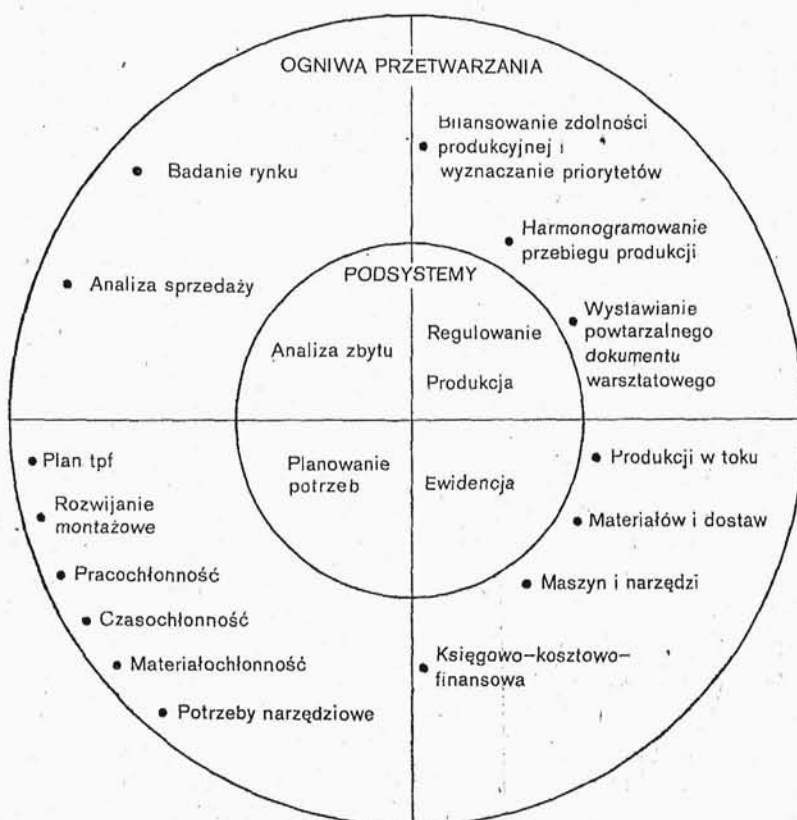 OGNIWA PRZETWARZANIA
• Badanie rynku
• Analiza sprzedaży
• Bilansowanie zdolności
produkcyjnej i
wyznaczanie priorytetów
• Harmonogramowanie
przebiegu produkcji
• Wystawianie
powtarzalnego
dokumentu
warsztatowego
PODSYSTEMY
Analiza zbytu
Regulowanie
Produkcja
Planowanie
potrzeb
Ewidencja
• Plan tpf
• Rozwijanie
montażowe
• Pracochłonność
• Czasochłonność
• Materiałochłonność
• Potrzeby narzędziowe
• Produkcji w toku
• Materiałów i dostaw
• Maszyn i narzędzi
• Księgowo–kosztowo–
finansowa